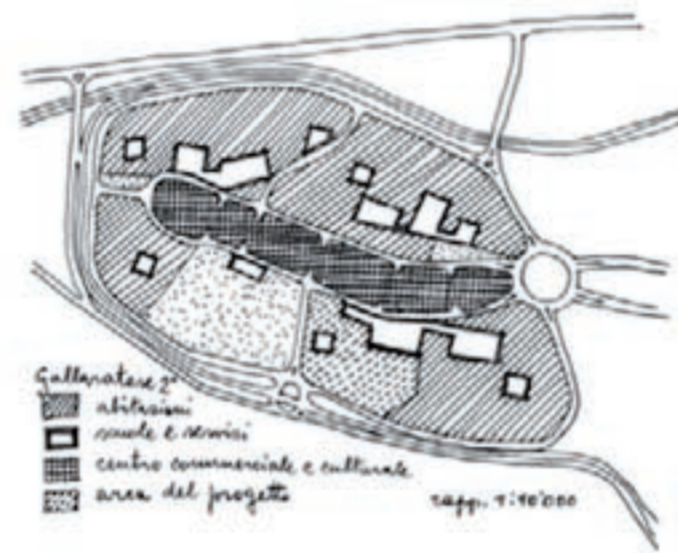 Gallaratese 2°
abitazioni
scuole e servizi
centro commerciale e culturale
area del progetto
rapp. 1:10'000